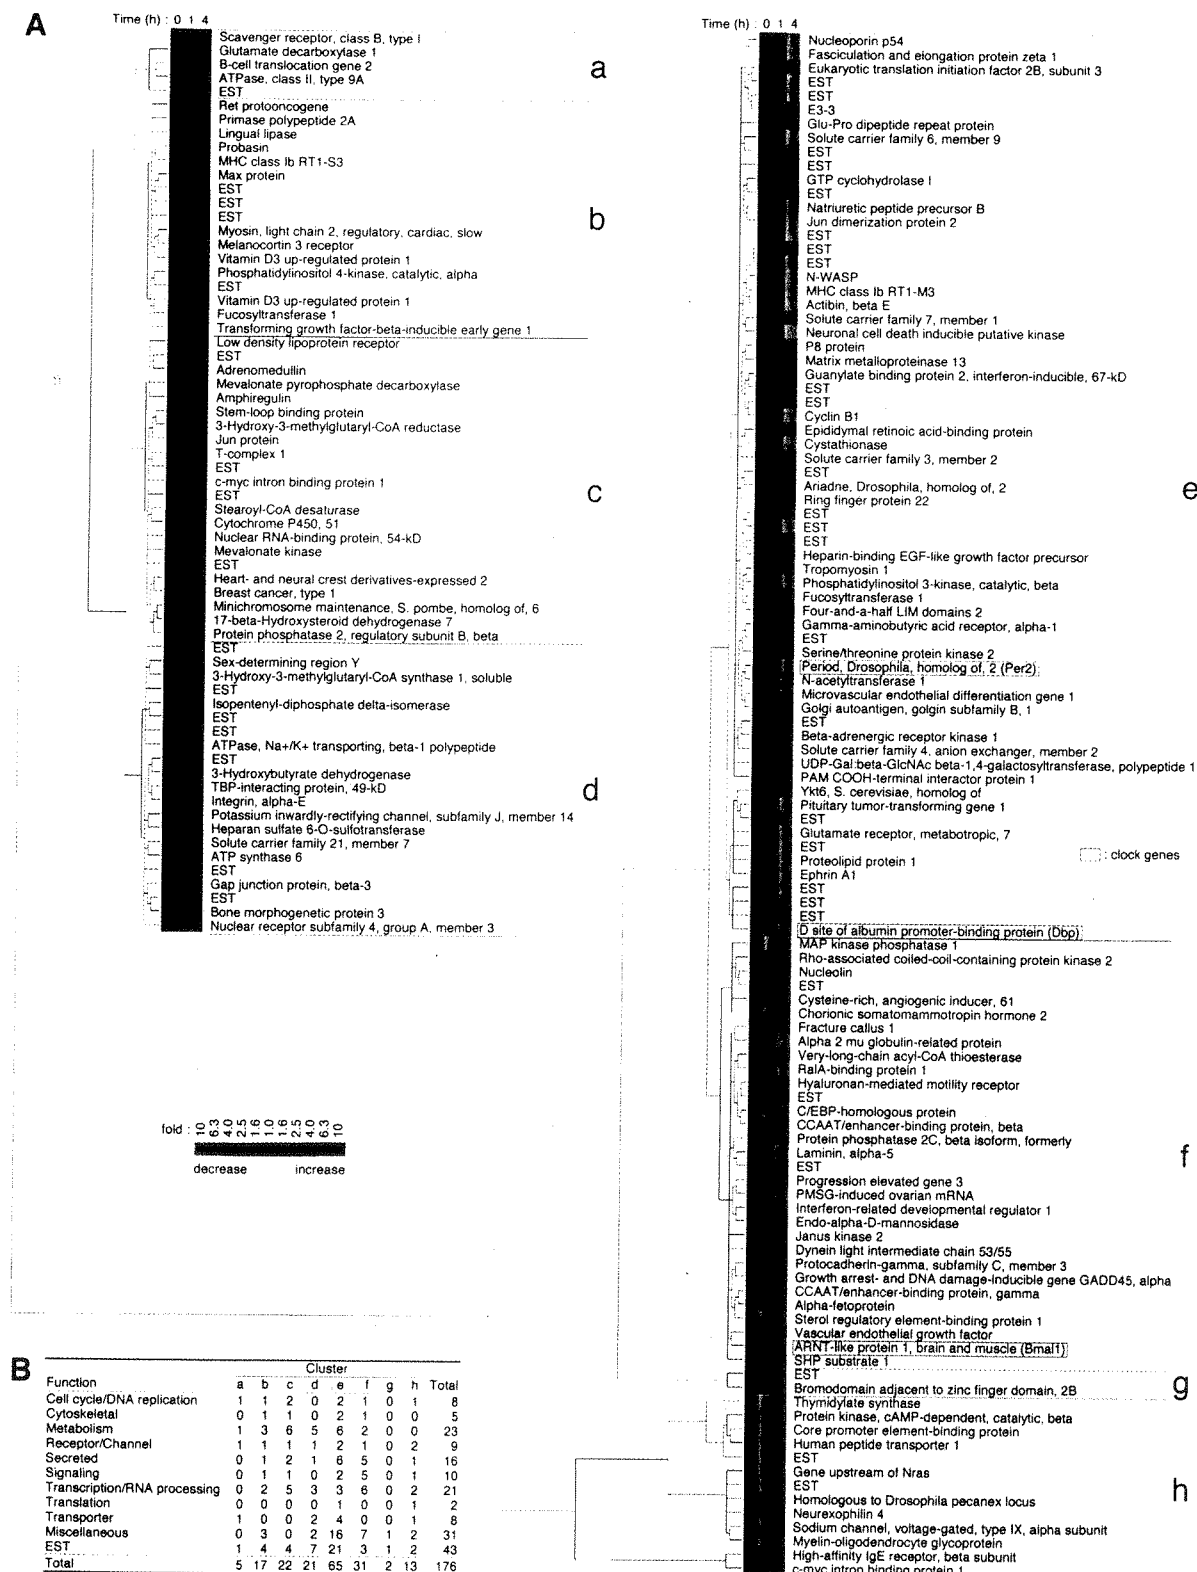 A
Time (h) : 0 1 4
Scavenger receptor, class B, type I
Glutamate decarboxylase 1
B-cell translocation gene 2
ATPase, class II, type 9A
EST
a
Ret protooncogene
Primase polypeptide 2A
Lingual lipase
Probasin
MHC class Ib RT1-S3
Max protein
EST
EST
EST
Myosin, light chain 2, regulatory, cardiac, slow
Melanocortin 3 receptor
Vitamin D3 up-regulated protein 1
Phosphatidylinositol 4-kinase, catalytic, alpha
EST
Vitamin D3 up-regulated protein 1
Fucosyltransferase 1
Transforming growth factor-beta-inducible early gene 1
b
Low density lipoprotein receptor
EST
Adrenomedullin
Mevalonate pyrophosphate decarboxylase
Amphiregulin
Stem-loop binding protein
3-Hydroxy-3-methylglutaryl-CoA reductase
Jun protein
T-complex 1
EST
c-myc intron binding protein 1
EST
Stearoyl-CoA desaturase
Cytochrome P450, 51
Nuclear RNA-binding protein, 54-kD
Mevalonate kinase
EST
Heart- and neural crest derivatives-expressed 2
Breast cancer, type 1
Minichromosome maintenance, S. pombe, homolog of, 6
17-beta-Hydroxysteroid dehydrogenase 7
Protein phosphatase 2, regulatory subunit B, beta
c
EST
Sex-determining region Y
3-Hydroxy-3-methylglutaryl-CoA synthase 1, soluble
EST
Isopentenyl-diphosphate delta-isomerase
EST
EST
ATPase, Na+/K+ transporting, beta-1 polypeptide
EST
3-Hydroxybutyrate dehydrogenase
TBP-interacting protein, 49-kD
Integrin, alpha-E
Potassium inwardly-rectifying channel, subfamily J, member 14
Heparan sulfate 6-O-sulfotransferase
Solute carrier family 21, member 7
ATP synthase 6
EST
Gap junction protein, beta-3
EST
Bone morphogenetic protein 3
Nuclear receptor subfamily 4, group A, member 3
d
fold : 10 6.3 4.0 2.5 1.6 1.0 1.6 2.5 4.0 6.3 10
decrease increase
Time (h) : 0 1 4
Nucleoporin p54
Fasciculation and elongation protein zeta 1
Eukaryotic translation initiation factor 2B, subunit 3
EST
EST
E3-3
Glu-Pro dipeptide repeat protein
Solute carrier family 6, member 9
EST
EST
GTP cyclohydrolase I
EST
Natriuretic peptide precursor B
Jun dimerization protein 2
EST
EST
EST
N-WASP
MHC class Ib RT1-M3
Actibin, beta E
Solute carrier family 7, member 1
Neuronal cell death inducible putative kinase
P8 protein
Matrix metalloproteinase 13
Guanylate binding protein 2, interferon-inducible, 67-kD
EST
EST
Cyclin B1
Epididymal retinoic acid-binding protein
Cystathionase
Solute carrier family 3, member 2
EST
Ariadne, Drosophila, homolog of, 2
Ring finger protein 22
EST
EST
EST
Heparin-binding EGF-like growth factor precursor
Tropomyosin 1
Phosphatidylinositol 3-kinase, catalytic, beta
Fucosyltransferase 1
Four-and-a-half LIM domains 2
Gamma-aminobutyric acid receptor, alpha-1
EST
Serine/threonine protein kinase 2
Period, Drosophila, homolog of, 2 (Per2)
N-acetyltransferase 1
Microvascular endothelial differentiation gene 1
Golgi autoantigen, golgin subfamily B, 1
EST
Beta-adrenergic receptor kinase 1
Solute carrier family 4, anion exchanger, member 2
UDP-Gal:beta-GlcNAc beta-1,4-galactosyltransferase, polypeptide 1
PAM COOH-terminal interactor protein 1
Ykt6, S. cerevisiae, homolog of
Pituitary tumor-transforming gene 1
EST
Glutamate receptor, metabotropic, 7
EST
Proteolipid protein 1
Ephrin A1
EST
EST
EST
D site of albumin promoter-binding protein (Dbp)
e
: clock genes
MAP kinase phosphatase 1
Rho-associated coiled-coil-containing protein kinase 2
Nucleolin
EST
Cysteine-rich, angiogenic inducer, 61
Chorionic somatomammotropin hormone 2
Fracture callus 1
Alpha 2 mu globulin-related protein
Very-long-chain acyl-CoA thioesterase
RalA-binding protein 1
Hyaluronan-mediated motility receptor
EST
C/EBP-homologous protein
CCAAT/enhancer-binding protein, beta
Protein phosphatase 2C, beta isoform, formerly
Laminin, alpha-5
EST
Progression elevated gene 3
PMSG-induced ovarian mRNA
Interferon-related developmental regulator 1
Endo-alpha-D-mannosidase
Janus kinase 2
Dynein light intermediate chain 53/55
Protocadherin-gamma, subfamily C, member 3
Growth arrest- and DNA damage-inducible gene GADD45, alpha
CCAAT/enhancer-binding protein, gamma
Alpha-fetoprotein
Sterol regulatory element-binding protein 1
Vascular endothelial growth factor
ARNT-like protein 1, brain and muscle (Bmal1)
SHP substrate 1
f
EST
Bromodomain adjacent to zinc finger domain, 2B
g
Thymidylate synthase
Protein kinase, cAMP-dependent, catalytic, beta
Core promoter element-binding protein
Human peptide transporter 1
EST
Gene upstream of Nras
EST
Homologous to Drosophila pecanex locus
Neurexophilin 4
Sodium channel, voltage-gated, type IX, alpha subunit
Myelin-oligodendrocyte glycoprotein
High-affinity IgE receptor, beta subunit
c-myc intron binding protein 1
h
B
Cluster
Function a b c d e f g h Total
Cell cycle/DNA replication 1 1 2 0 2 1 0 1 8
Cytoskeletal 0 1 1 0 2 1 0 0 5
Metabolism 1 3 6 5 6 2 0 0 23
Receptor/Channel 1 1 1 1 2 1 0 2 9
Secreted 0 1 2 1 6 5 0 1 16
Signaling 0 1 1 0 2 5 0 1 10
Transcription/RNA processing 0 2 5 3 3 6 0 2 21
Translation 0 0 0 0 1 0 0 1 2
Transporter 1 0 0 2 4 0 0 1 8
Miscellaneous 0 3 0 2 16 7 1 2 31
EST 1 4 4 7 21 3 1 2 43
Total 5 17 22 21 65 31 2 13 176